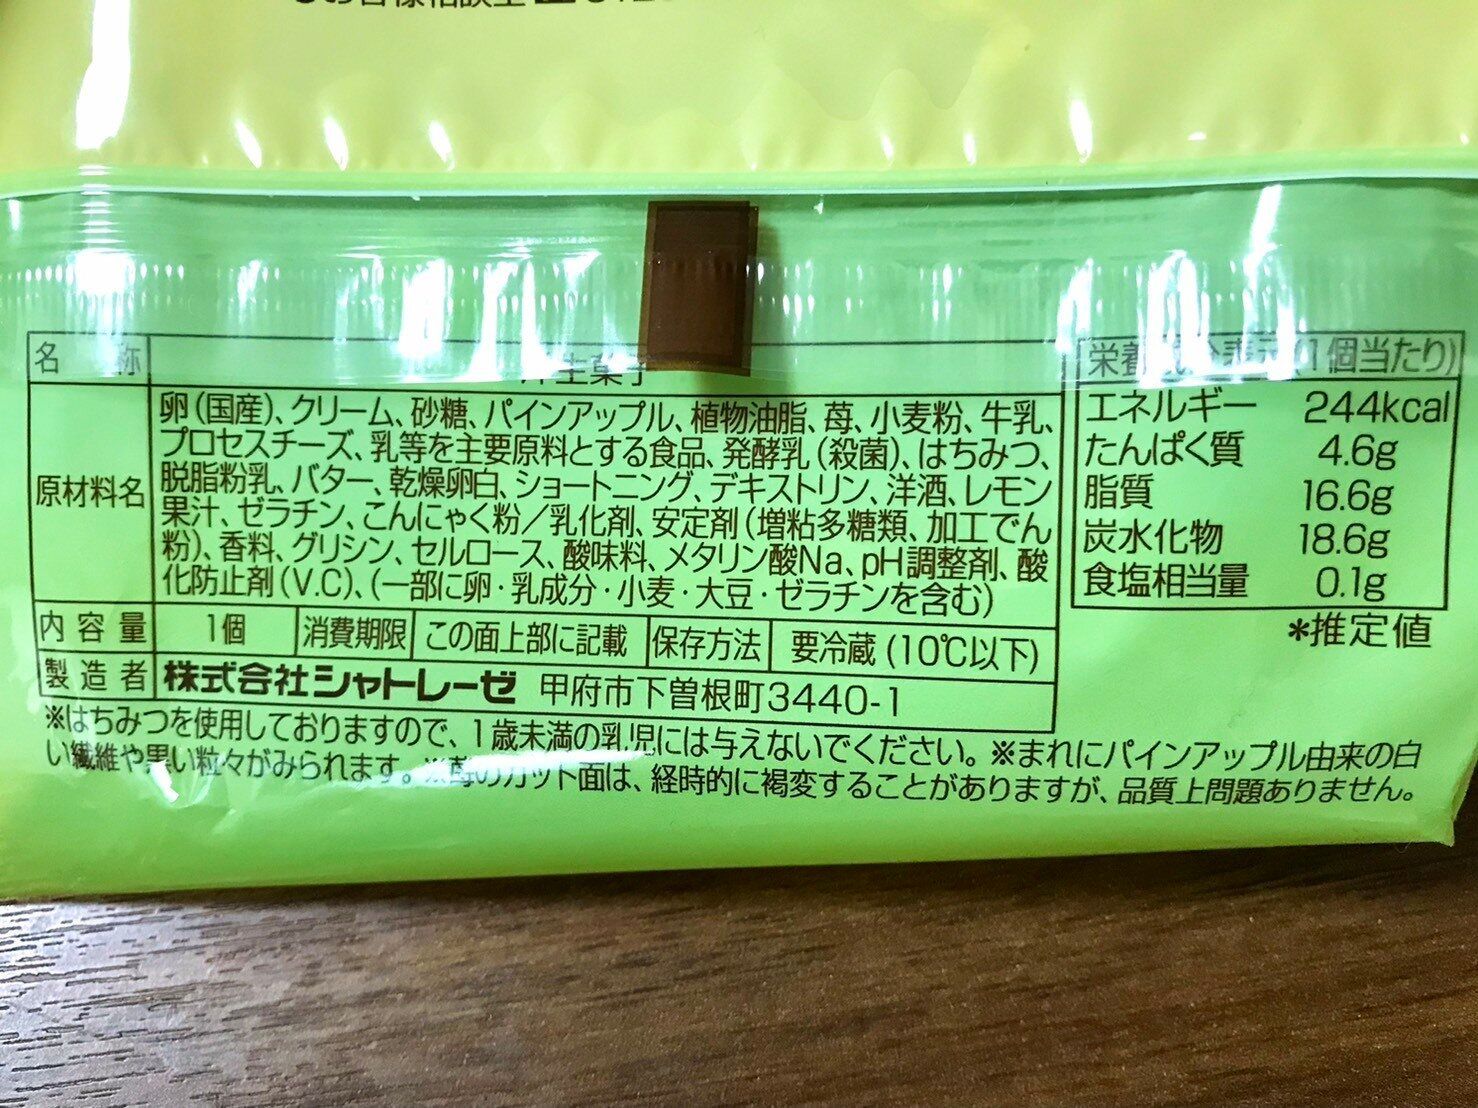 名 称
生菓子
原材料名
卵(国産)、クリーム、砂糖、パインアップル、植物油脂、苺、小麦粉、牛乳、
プロセスチーズ、乳等を主要原料とする食品、発酵乳(殺菌)、はちみつ、
脱脂粉乳、バター、乾燥卵白、ショートニング、デキストリン、洋酒、レモン
果汁、ゼラチン、こんにゃく粉/乳化剤、安定剤(増粘多糖類、加工でん
粉)、香料、グリシン、セルロース、酸味料、メタリン酸Na、pH調整剤、酸
化防止剤(V.C)、(一部に卵・乳成分・小麦・大豆・ゼラチンを含む)
内容量 1個 消費期限 この面上部に記載 保存方法 要冷蔵(10℃以下)
製造者 株式会社シャトレーゼ 甲府市下曽根町3440-1
※はちみつを使用しておりますので、1歳未満の乳児には与えないでください。※まれにパインアップル由来の白
い繊維や黒い粒々がみられます。※苺のカット面は、経時的に褐変することがありますが、品質上問題ありません。
栄養成分表示(1個当たり)
エネルギー 244kcal
たんぱく質 4.6g
脂質 16.6g
炭水化物 18.6g
食塩相当量 0.1g
*推定値